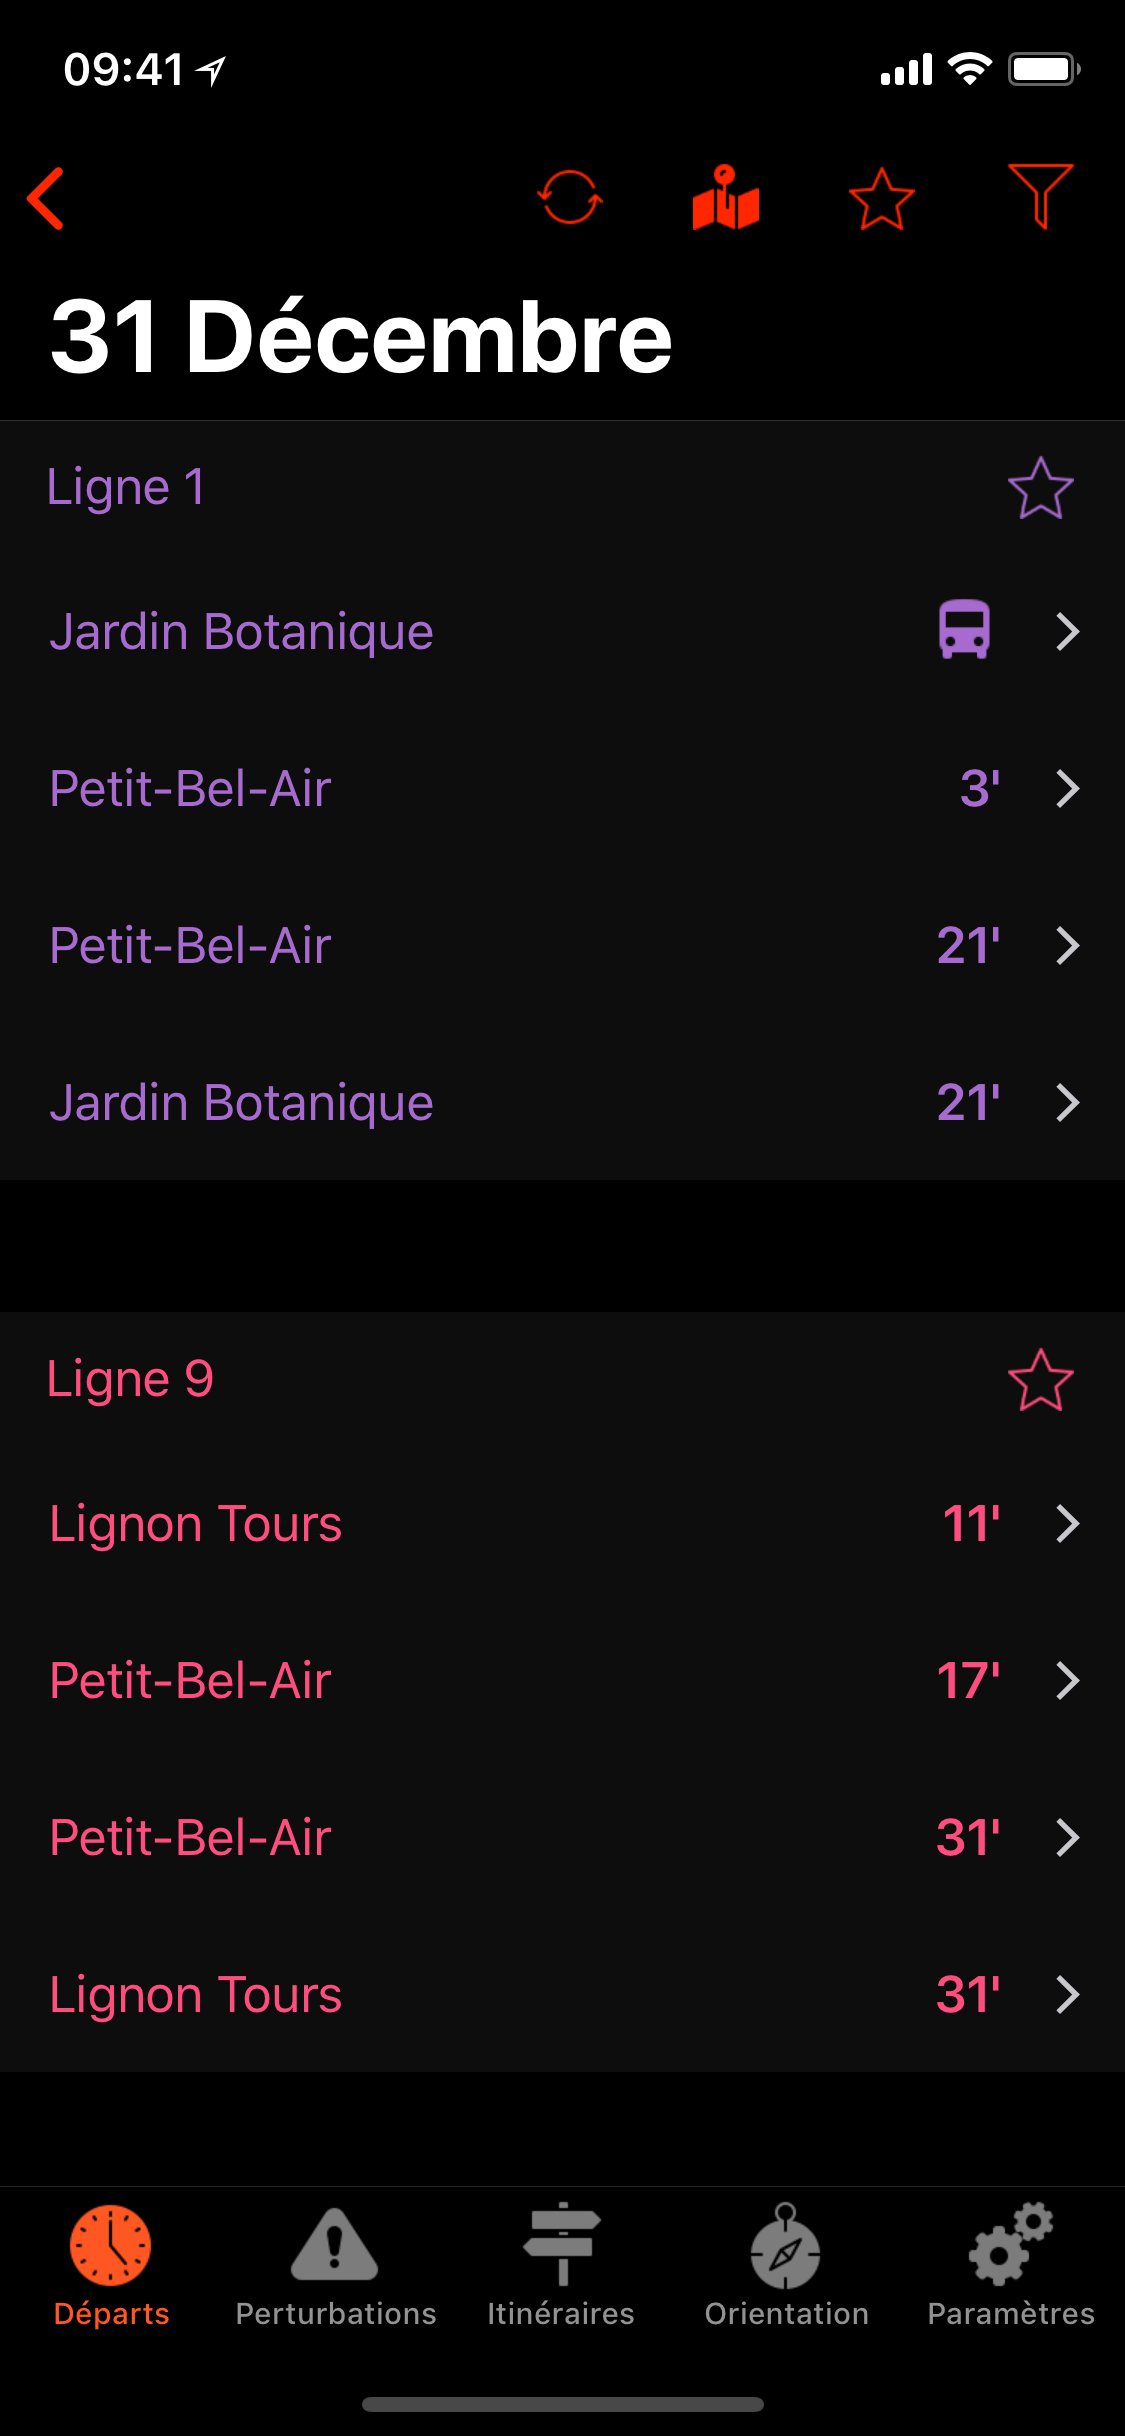 09:41
31 Décembre
Ligne 1
Jardin Botanique
Petit-Bel-Air 3'
Petit-Bel-Air 21'
Jardin Botanique 21'
Ligne 9
Lignon Tours 11'
Petit-Bel-Air 17'
Petit-Bel-Air 31'
Lignon Tours 31'
Départs Perturbations Itinéraires Orientation Paramètres